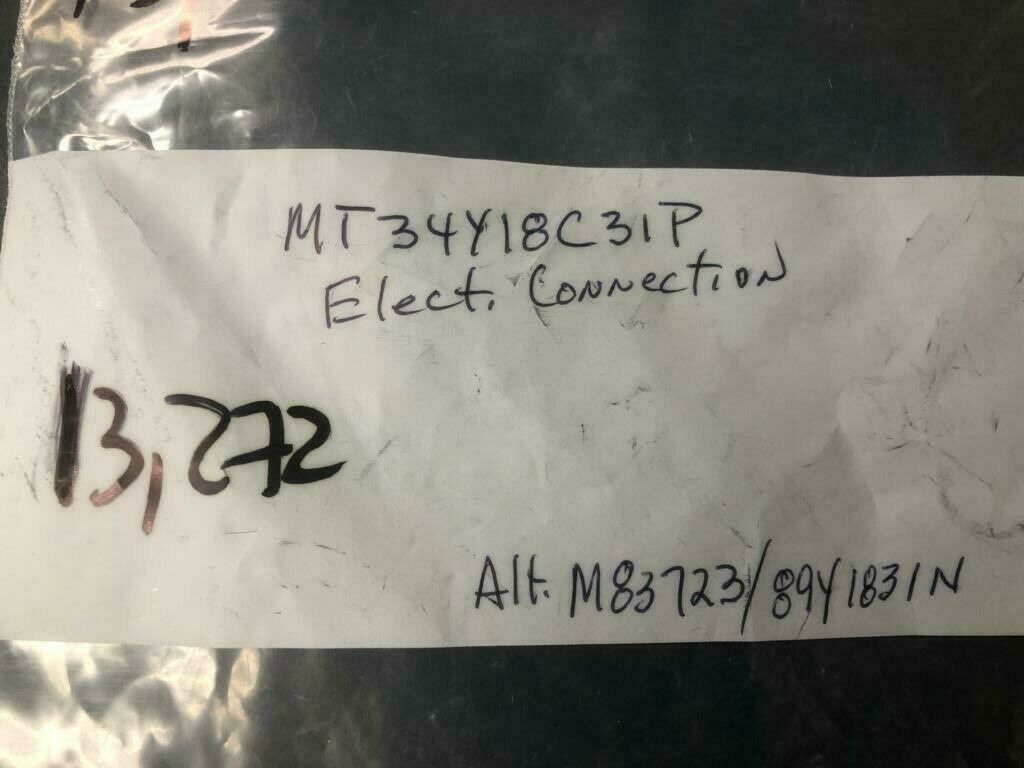 MT34Y18C31P
Elect. Connection
13,272
Alt. M83723/89Y1831N